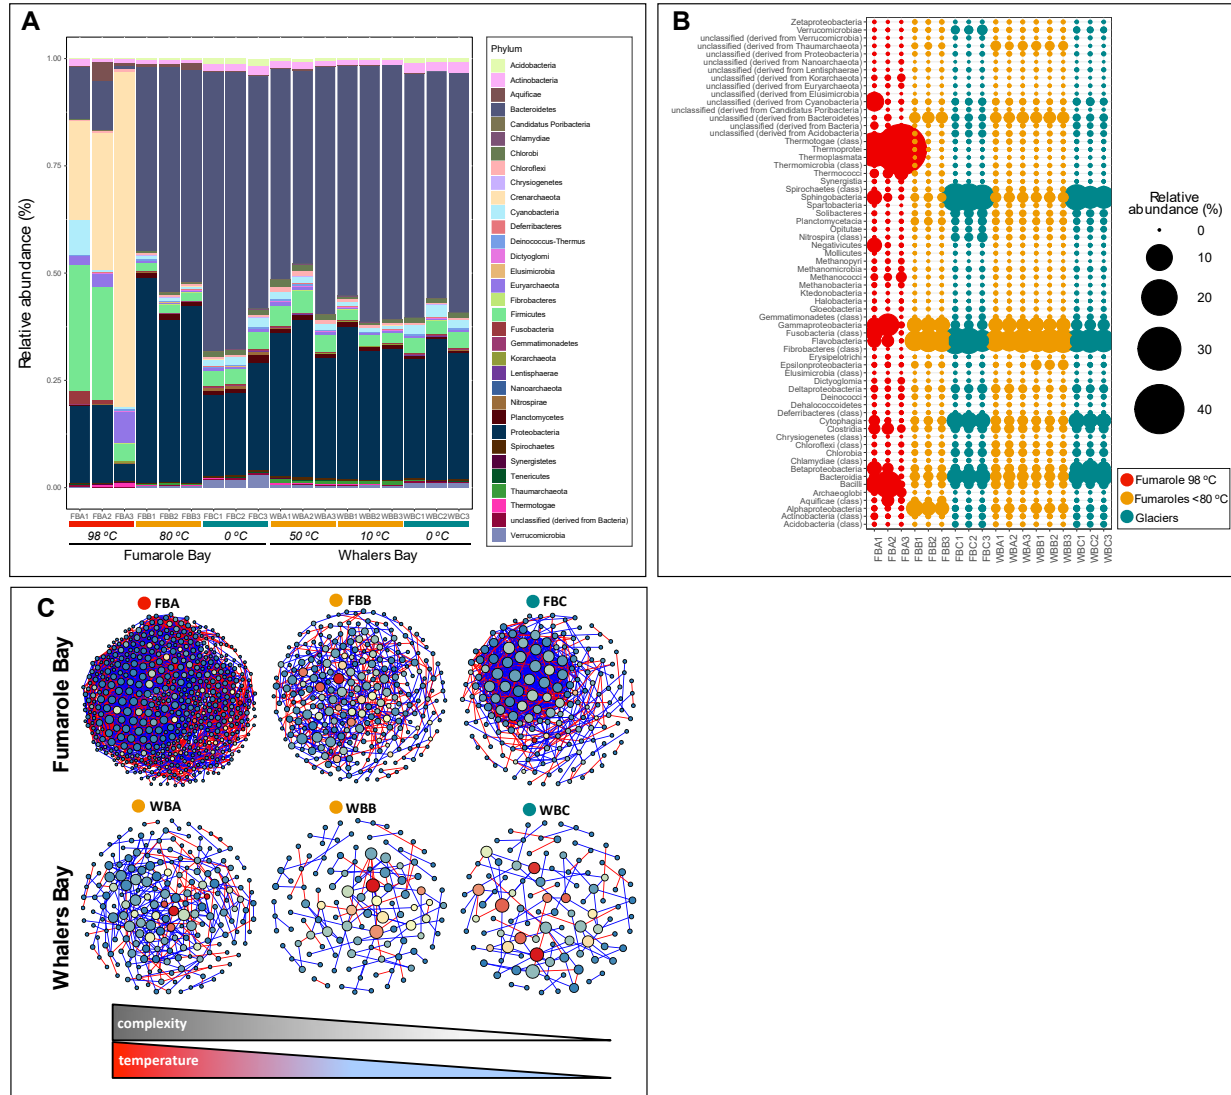 A
Relative abundance (%)
1.00
0.75
0.50
0.25
0.00
FBA1 FBA2 FBA3 FBB1 FBB2 FBB3 FBC1 FBC2 FBC3 WBA1 WBA2 WBA3 WBB1 WBB2 WBB3 WBC1 WBC2 WBC3
98 ºC 80 ºC 0 ºC 50 ºC 10 ºC 0 ºC
Fumarole Bay Whalers Bay
Phylum
Acidobacteria
Actinobacteria
Aquificae
Bacteroidetes
Candidatus Poribacteria
Chlamydiae
Chlorobi
Chloroflexi
Chrysiogenetes
Crenarchaeota
Cyanobacteria
Deferribacteres
Deinococcus-Thermus
Dictyoglomi
Elusimicrobia
Euryarchaeota
Fibrobacteres
Firmicutes
Fusobacteria
Gemmatimonadetes
Korarchaeota
Lentisphaerae
Nanoarchaeota
Nitrospirae
Planctomycetes
Proteobacteria
Spirochaetes
Synergistetes
Tenericutes
Thaumarchaeota
Thermotogae
unclassified (derived from Bacteria)
Verrucomicrobia
B
Zetaproteobacteria
Verrucomicrobiae
unclassified (derived from Verrucomicrobia)
unclassified (derived from Thaumarchaeota)
unclassified (derived from Proteobacteria)
unclassified (derived from Nanoarchaeota)
unclassified (derived from Lentisphaerae)
unclassified (derived from Korarchaeota)
unclassified (derived from Euryarchaeota)
unclassified (derived from Elusimicrobia)
unclassified (derived from Cyanobacteria)
unclassified (derived from Candidatus Poribacteria)
unclassified (derived from Bacteroidetes)
unclassified (derived from Bacteria)
unclassified (derived from Acidobacteria)
Thermotogae (class)
Thermoprotei
Thermoplasmata
Thermomicrobia (class)
Thermococci
Synergistia
Spirochaetes (class)
Sphingobacteria
Spartobacteria
Solibacteres
Planctomycetacia
Opitutae
Nitrospira (class)
Negativicutes
Mollicutes
Methanopyri
Methanomicrobia
Methanococci
Methanobacteria
Ktedonobacteria
Halobacteria
Gloeobacteria
Gemmatimonadetes (class)
Gammaproteobacteria
Fusobacteria (class)
Flavobacteria
Fibrobacteres (class)
Erysipelotrichi
Epsilonproteobacteria
Elusimicrobia (class)
Dictyoglomia
Deltaproteobacteria
Deinococci
Dehalococcoidetes
Deferribacteres (class)
Cytophagia
Clostridia
Chrysiogenetes (class)
Chloroflexi (class)
Chlorobia
Chlamydiae (class)
Betaproteobacteria
Bacteroidia
Bacilli
Archaeoglobi
Aquificae (class)
Alphaproteobacteria
Actinobacteria (class)
Acidobacteria (class)
FBA1 FBA2 FBA3 FBB1 FBB2 FBB3 FBC1 FBC2 FBC3 WBA1 WBA2 WBA3 WBB1 WBB2 WBB3 WBC1 WBC2 WBC3
Relative
abundance (%)
0
10
20
30
40
Fumarole 98 ºC
Fumaroles <80 ºC
Glaciers
C
Fumarole Bay
FBA FBB FBC
Whalers Bay
WBA WBB WBC
complexity
temperature